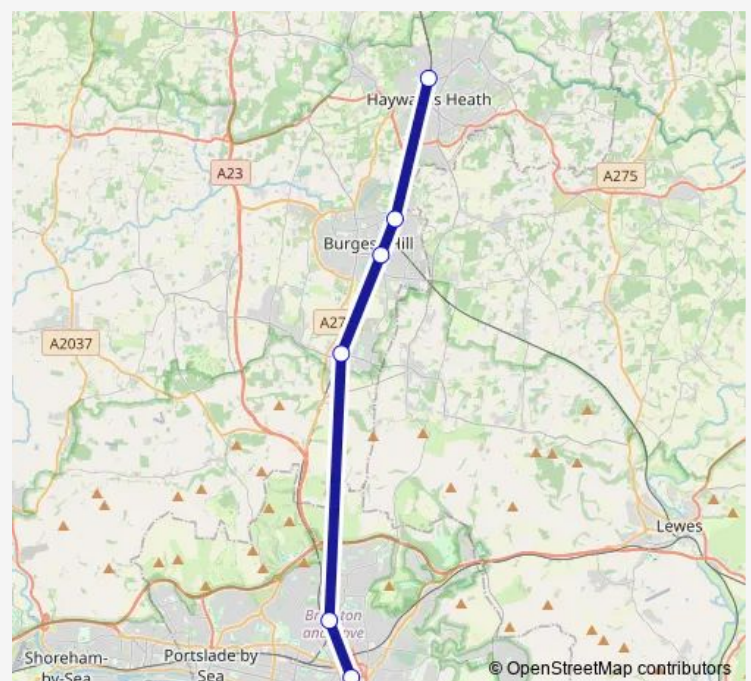 Haywards Heath
A23
A275
Burgess Hill
A27
A2037
Lewes
Brighton
and Hove
Shoreham-
by-Sea
Portslade by
Sea
© OpenStreetMap contributors